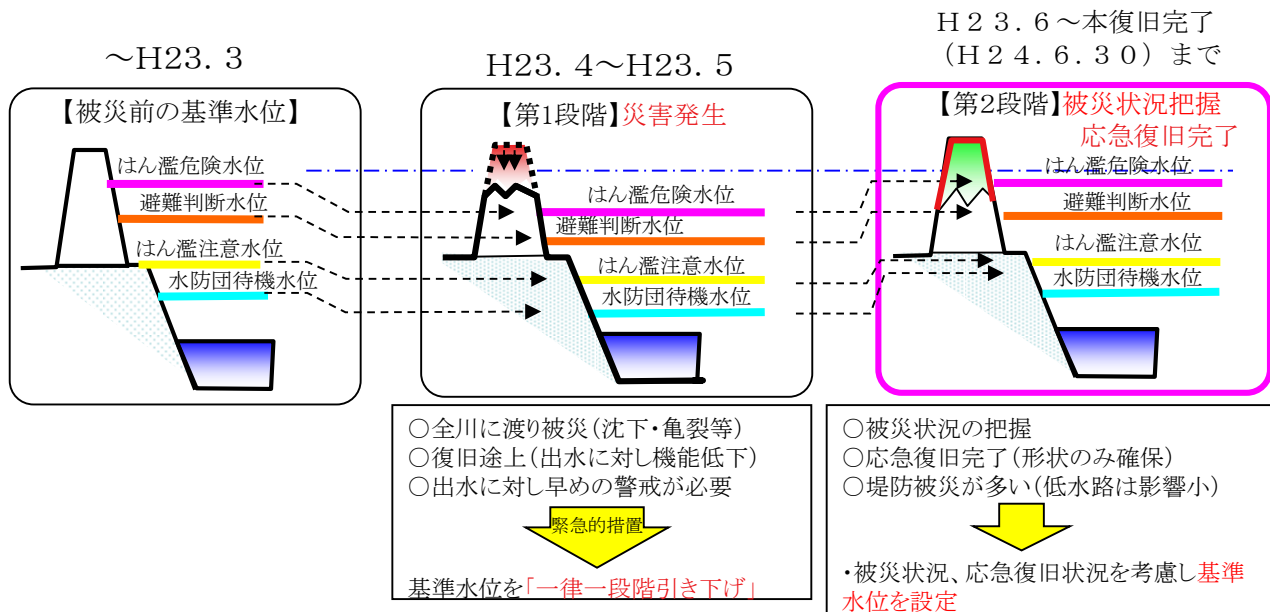 ～H23.3
【被災前の基準水位】
はん濫危険水位
避難判断水位
はん濫注意水位
水防団待機水位
H23.4～H23.5
【第1段階】災害発生
はん濫危険水位
避難判断水位
はん濫注意水位
水防団待機水位
○全川に渡り被災(沈下・亀裂等)
○復旧途上(出水に対し機能低下)
○出水に対し早めの警戒が必要
緊急的措置
基準水位を「一律一段階引き下げ」
H23.6～本復旧完了
(H24.6.30)まで
【第2段階】被災状況把握
応急復旧完了
はん濫危険水位
避難判断水位
はん濫注意水位
水防団待機水位
○被災状況の把握
○応急復旧完了(形状のみ確保)
○堤防被災が多い(低水路は影響小)
・被災状況、応急復旧状況を考慮し基準
水位を設定